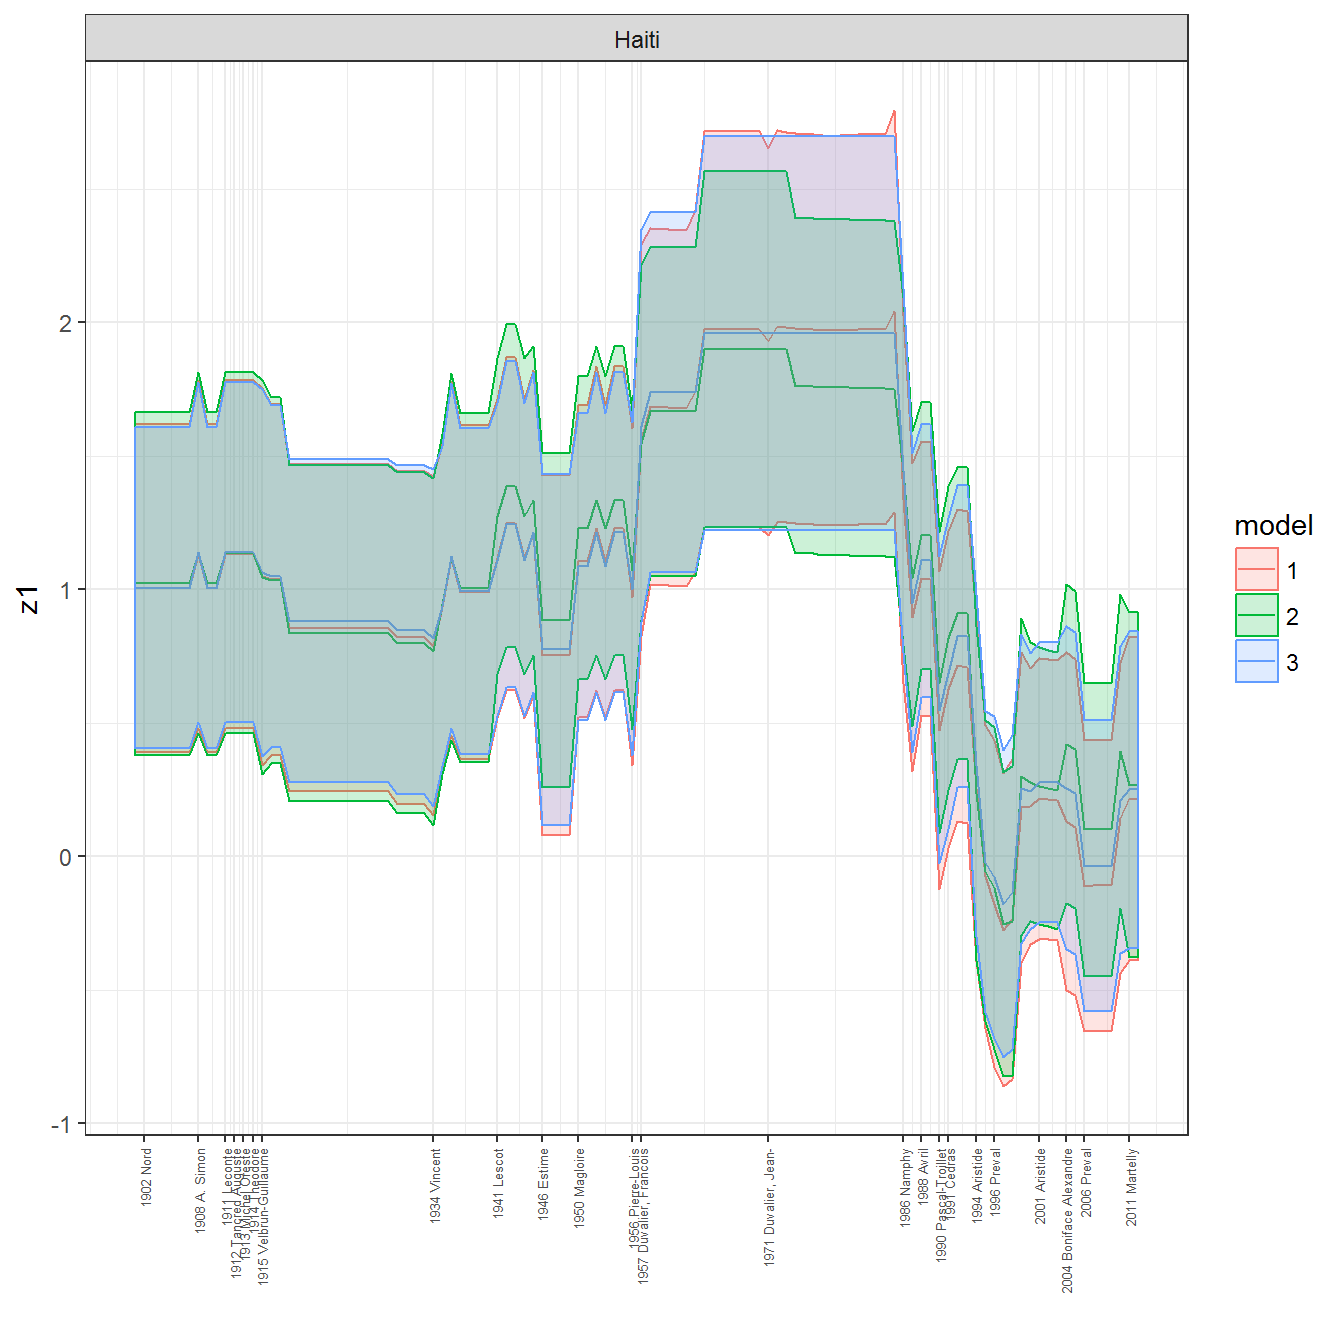 Haiti
z1
2
1
0
-1
1902 Nord
1908 A. Simon
1911 Leconte
1912 Tancred Auguste
1913 Michel Oreste
1914 Theodore
1915 Velbrun-Guillaume
1934 Vincent
1941 Lescot
1946 Estime
1950 Magloire
1956 Pierre-Louis
1957 Duvalier, Francois
1971 Duvalier, Jean-
1986 Namphy
1988 Avril
1990 Pascal-Trouillet
1991 Cedras
1994 Aristide
1996 Preval
2001 Aristide
2004 Boniface Alexandre
2006 Preval
2011 Martelly
model
1
2
3